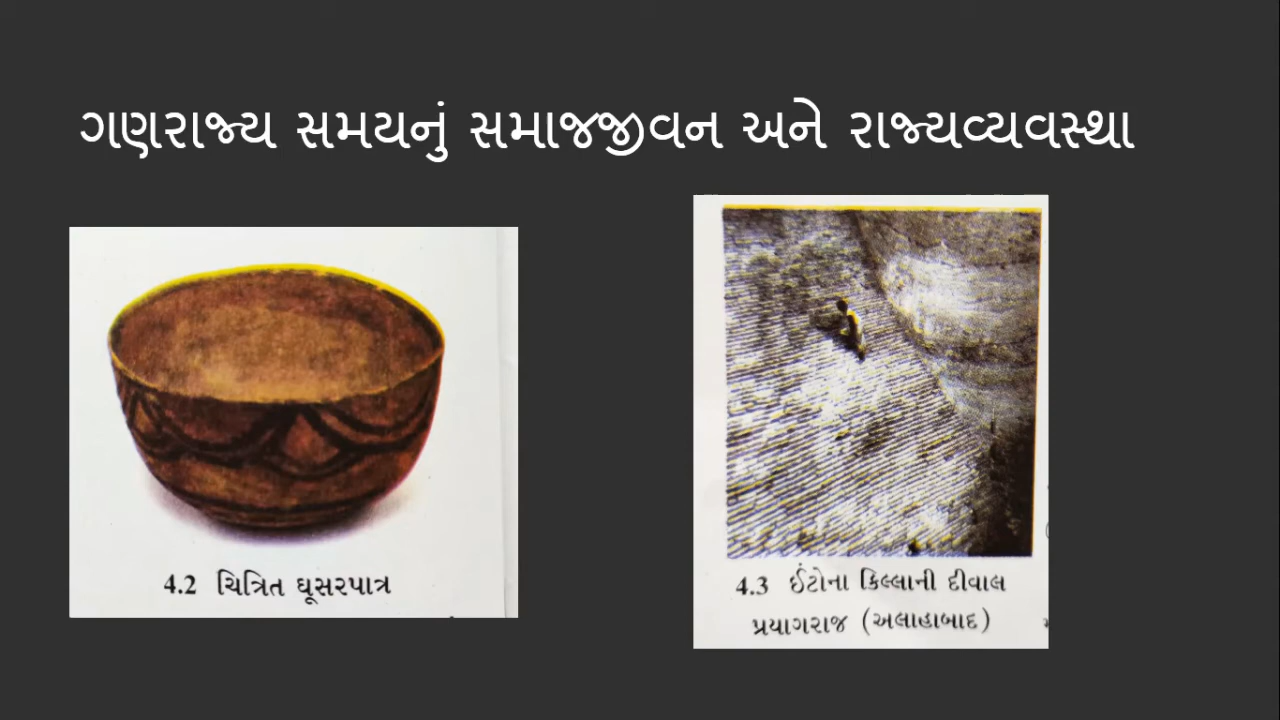 ગણરાજ્ય સમયનું સમાજજીવન અને રાજ્યવ્યવસ્થા
4.2 ચિત્રિત ઘૂસરપાત્ર
4.3 ઈંટોના કિલ્લાની દીવાલ
પ્રયાગરાજ (અલાહાબાદ)